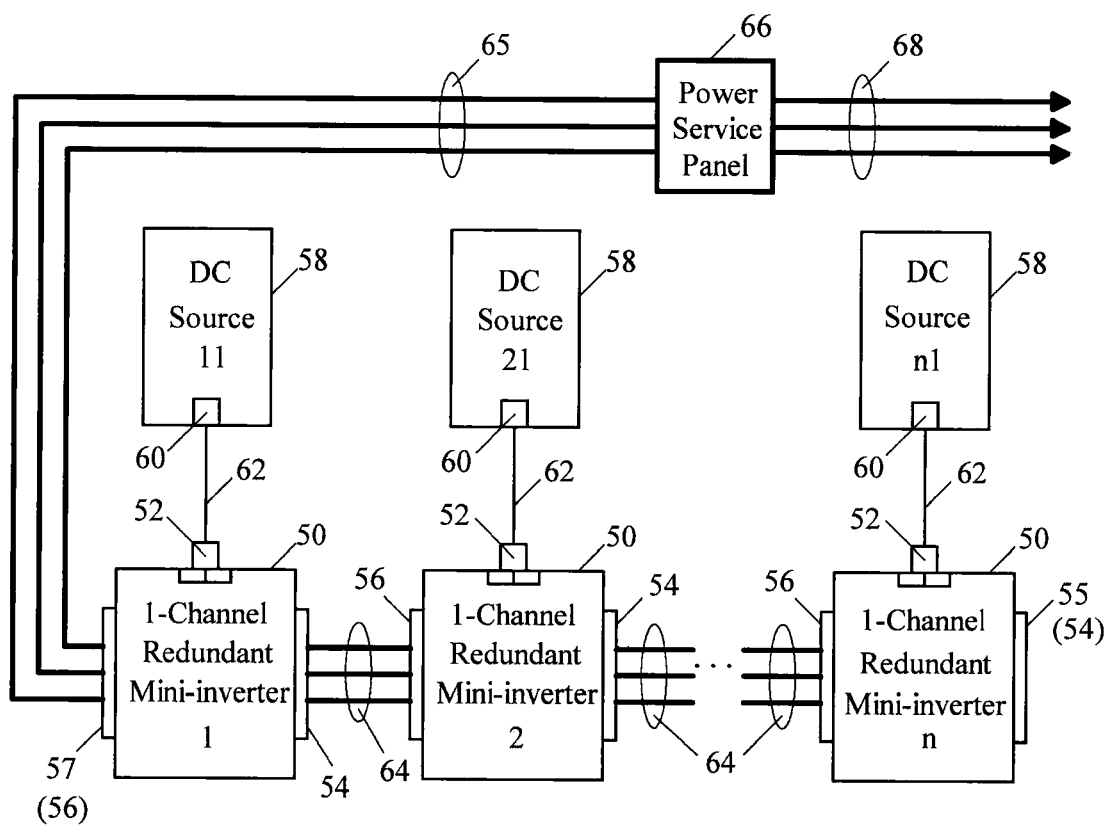 65
66
68
Power
Service
Panel
DC
Source
11
58
DC
Source
21
58
DC
Source
n1
58
60
62
60
62
60
62
52
50
52
50
52
50
1-Channel
Redundant
Mini-inverter
1
56
1-Channel
Redundant
Mini-inverter
2
54
56
1-Channel
Redundant
Mini-inverter
n
55
(54)
...
57
(56)
54
64
64
64